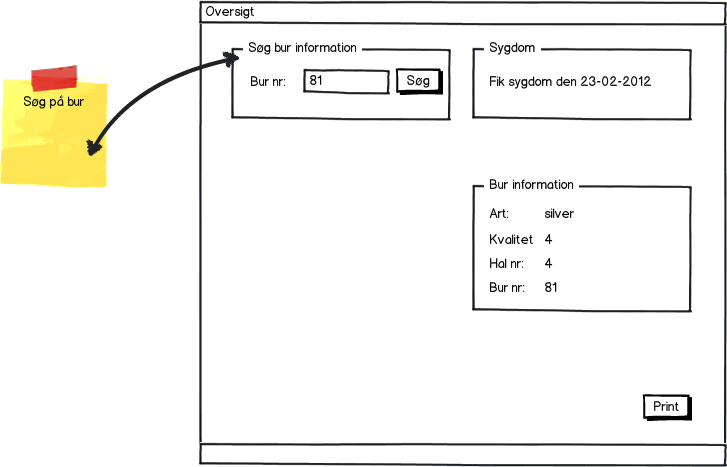 Oversigt
Søg på bur
Søg bur information
Bur nr: 81 Søg
Sygdom
Fik sygdom den 23-02-2012
Bur information
Art: silver
Kvalitet 4
Hal nr: 4
Bur nr: 81
Print